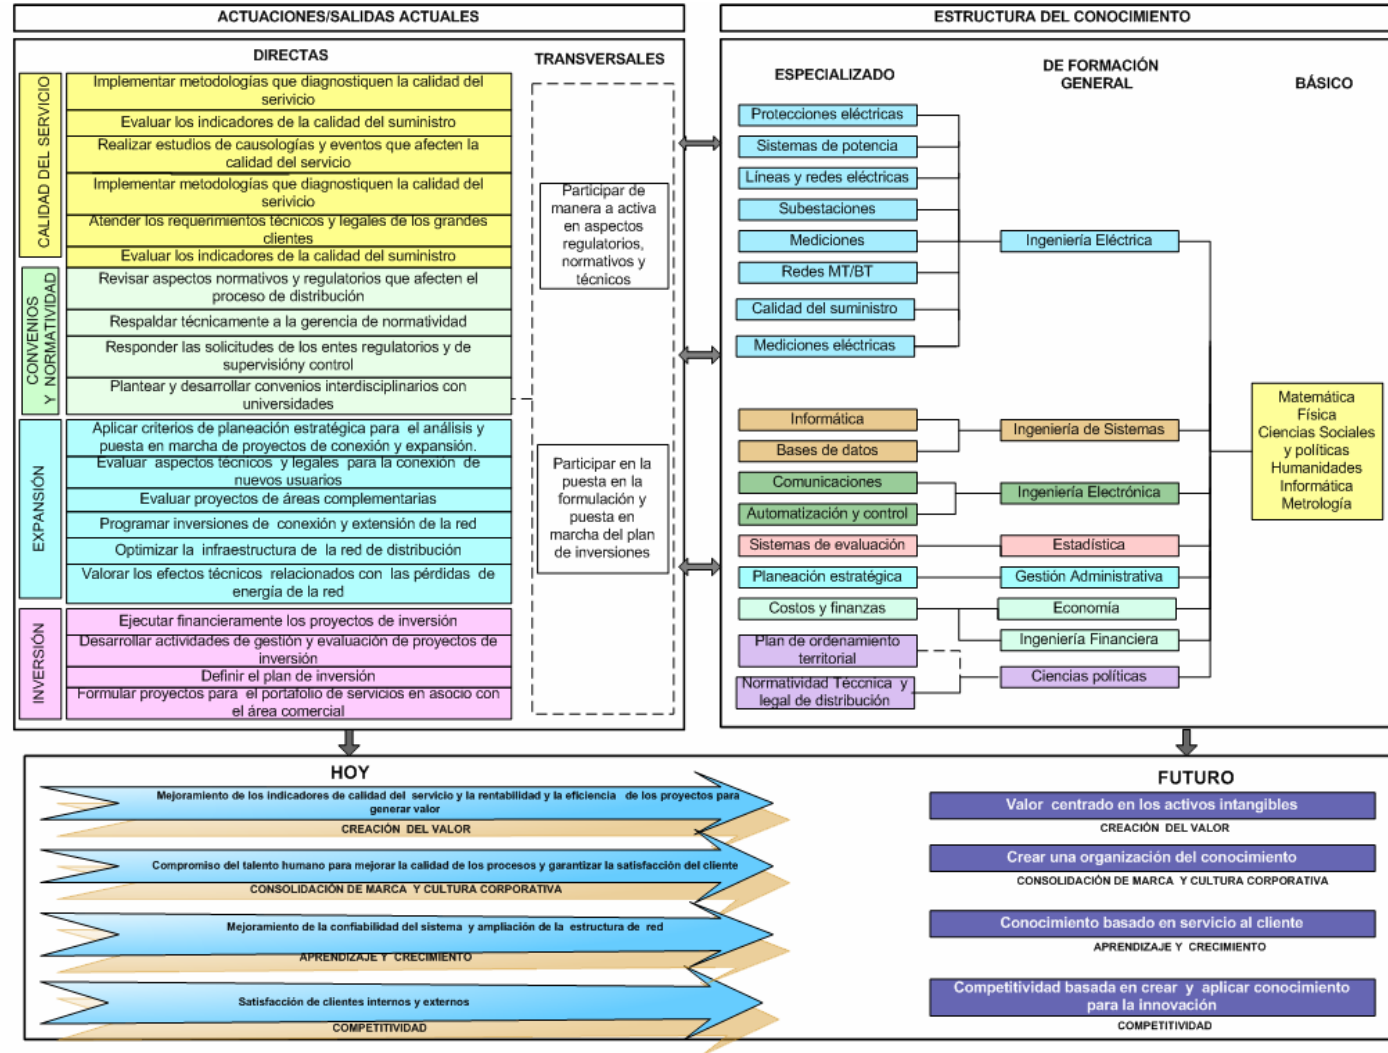 ACTUACIONES/SALIDAS ACTUALES
DIRECTAS
TRANSVERSALES
CALIDAD DEL SERVICIO
Implementar metodologías que diagnostiquen la calidad del
serivicio
Evaluar los indicadores de la calidad del suministro
Realizar estudios de causologías y eventos que afecten la
calidad del servicio
Implementar metodologías que diagnostiquen la calidad del
serivicio
Atender los requerimientos técnicos y legales de los grandes
clientes
Evaluar los indicadores de la calidad del suministro
CONVENIOS
Y NORMATIVIDAD
Revisar aspectos normativos y regulatorios que afecten el
proceso de distribución
Respaldar técnicamente a la gerencia de normatividad
Responder las solicitudes de los entes regulatorios y de
supervisióny control
Plantear y desarrollar convenios interdisciplinarios con
universidades
EXPANSIÓN
Aplicar criterios de planeación estratégica para el análisis y
puesta en marcha de proyectos de conexión y expansión.
Evaluar aspectos técnicos y legales para la conexión de
nuevos usuarios
Evaluar proyectos de áreas complementarias
Programar inversiones de conexión y extensión de la red
Optimizar la infraestructura de la red de distribución
Valorar los efectos técnicos relacionados con las pérdidas de
energía de la red
INVERSIÓN
Ejecutar financieramente los proyectos de inversión
Desarrollar actividades de gestión y evaluación de proyectos de
inversión
Definir el plan de inversión
Formular proyectos para el portafolio de servicios en asocio con
el área comercial
Participar de
manera a activa
en aspectos
regulatorios,
normativos y
técnicos
Participar en la
puesta en la
formulación y
puesta en
marcha del plan
de inversiones
ESTRUCTURA DEL CONOCIMIENTO
ESPECIALIZADO
DE FORMACIÓN
GENERAL
BÁSICO
Protecciones eléctricas
Sistemas de potencia
Líneas y redes eléctricas
Subestaciones
Mediciones
Redes MT/BT
Calidad del suministro
Mediciones eléctricas
Informática
Bases de datos
Comunicaciones
Automatización y control
Sistemas de evaluación
Planeación estratégica
Costos y finanzas
Plan de ordenamiento
territorial
Normatividad Téccnica y
legal de distribución
Ingeniería Eléctrica
Ingeniería de Sistemas
Ingeniería Electrónica
Estadística
Gestión Administrativa
Economía
Ingeniería Financiera
Ciencias políticas
Matemática
Física
Ciencias Sociales
y políticas
Humanidades
Informática
Metrología
HOY
Mejoramiento de los indicadores de calidad del servicio y la rentabilidad y la eficiencia de los proyectos para
generar valor
CREACIÓN DEL VALOR
Compromiso del talento humano para mejorar la calidad de los procesos y garantizar la satisfacción del cliente
CONSOLIDACIÓN DE MARCA Y CULTURA CORPORATIVA
Mejoramiento de la confiabilidad del sistema y ampliación de la estructura de red
APRENDIZAJE Y CRECIMIENTO
Satisfacción de clientes internos y externos
COMPETITIVIDAD
FUTURO
Valor centrado en los activos intangibles
CREACIÓN DEL VALOR
Crear una organización del conocimiento
CONSOLIDACIÓN DE MARCA Y CULTURA CORPORATIVA
Conocimiento basado en servicio al cliente
APRENDIZAJE Y CRECIMIENTO
Competitividad basada en crear y aplicar conocimiento
para la innovación
COMPETITIVIDAD